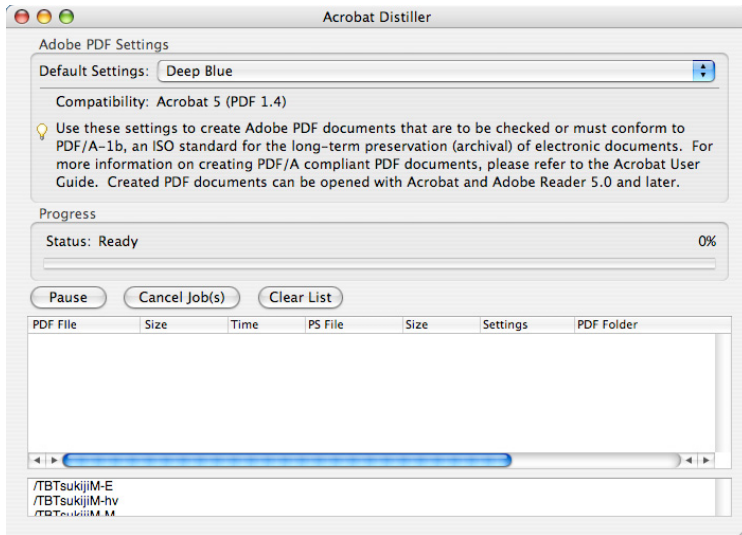 Acrobat Distiller
Adobe PDF Settings
Default Settings: Deep Blue
Compatibility: Acrobat 5 (PDF 1.4)
Use these settings to create Adobe PDF documents that are to be checked or must conform to
PDF/A-1b, an ISO standard for the long-term preservation (archival) of electronic documents. For
more information on creating PDF/A compliant PDF documents, please refer to the Acrobat User
Guide. Created PDF documents can be opened with Acrobat and Adobe Reader 5.0 and later.
Progress
Status: Ready 0%
Pause Cancel Job(s) Clear List
PDF File Size Time PS File Size Settings PDF Folder
/TBTsukijiM-E
/TBTsukijiM-hv
/TBTsukijiM-M